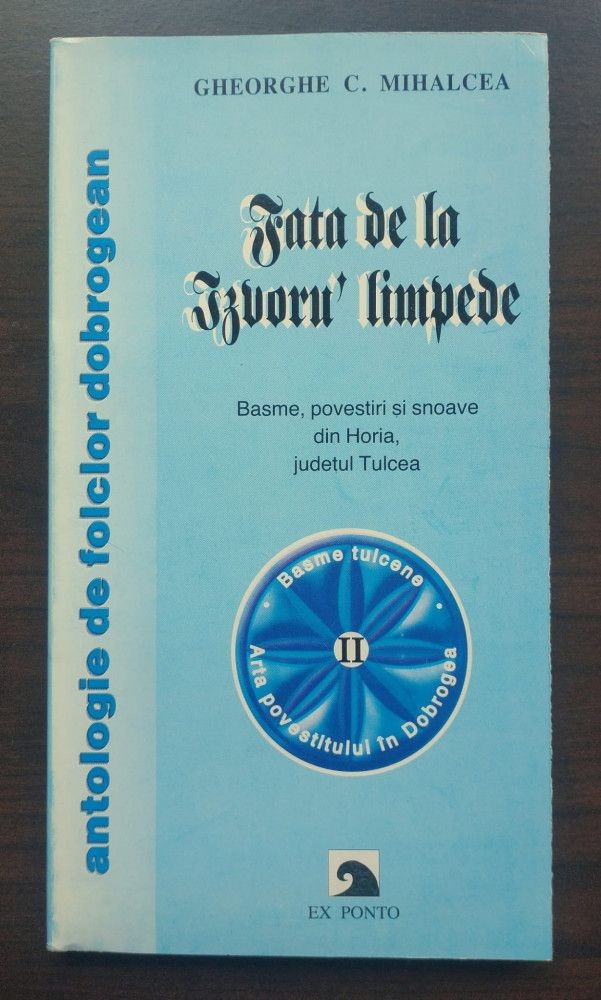 GHEORGHE C. MIHALCEA
Fata de la
Izvoru' limpede
Basme, povestiri și snoave
din Horia,
judetul Tulcea
antologie de folclor dobrogean
• Basme tulcene •
II
Arta povestitului în Dobrogea
EX PONTO